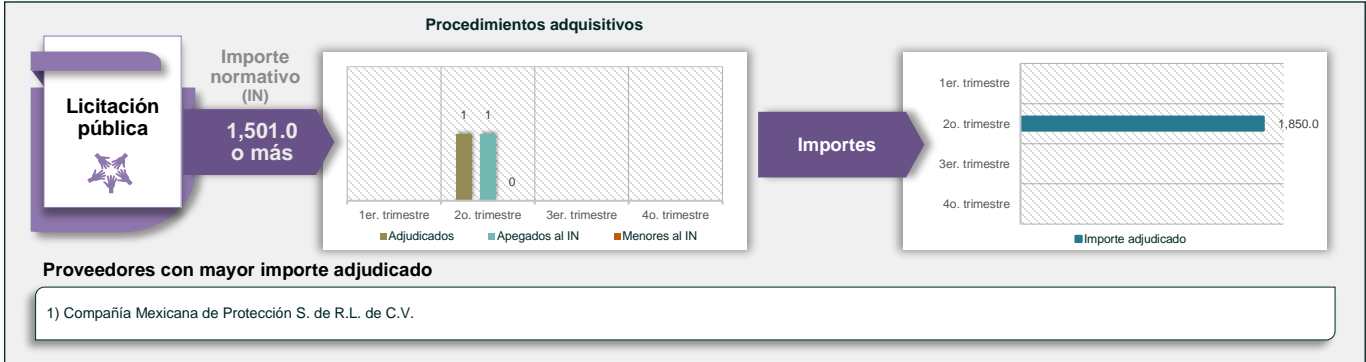 Procedimientos adquisitivos
Licitación
pública
Importe
normativo
(IN)
1,501.0
o más
1 1
0
1er. trimestre 2o. trimestre 3er. trimestre 4o. trimestre
Adjudicados Apegados al IN Menores al IN
Importes
1er. trimestre
2o. trimestre 1,850.0
3er. trimestre
4o. trimestre
Importe adjudicado
Proveedores con mayor importe adjudicado
1) Compañía Mexicana de Protección S. de R.L. de C.V.